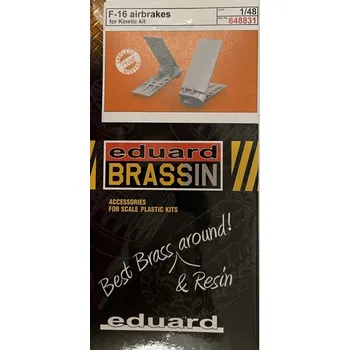 F-16 airbrakes
for Kinetic kit
1/48
648831
eduard
BRASSIN
ACCESSORIES
FOR SCALE PLASTIC KITS
Best Brass around!
& Resin
eduard